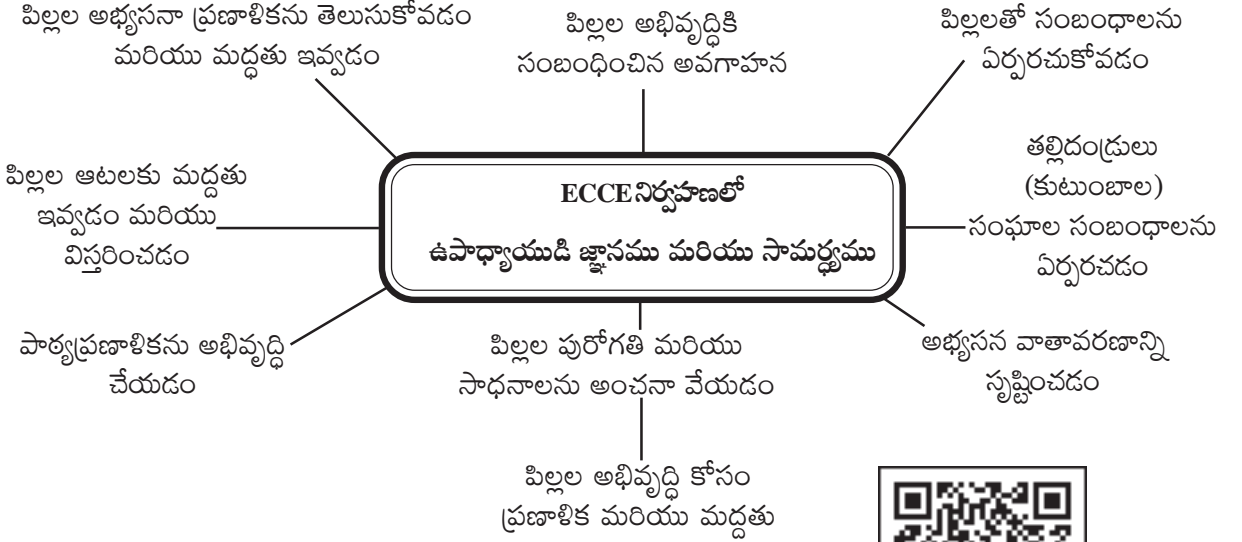 పిల్లల అభ్యసనా ప్రణాళికను తెలుసుకోవడం
మరియు మద్ధతు ఇవ్వడం
పిల్లల అభివృద్ధికి
సంబంధించిన అవగాహన
పిల్లలతో సంబంధాలను
ఏర్పరచుకోవడం
పిల్లల ఆటలకు మద్దతు
ఇవ్వడం మరియు
విస్తరించడం
ECCE నిర్వహణలో
ఉపాధ్యాయుడి జ్ఞానము మరియు సామర్థ్యము
తల్లిదండ్రులు
(కుటుంబాల)
సంఘాల సంబంధాలను
ఏర్పరచడం
పాఠ్యప్రణాళికను అభివృద్ధి
చేయడం
పిల్లల పురోగతి మరియు
సాధనాలను అంచనా వేయడం
అభ్యసన వాతావరణాన్ని
సృష్టించడం
పిల్లల అభివృద్ధి కోసం
ప్రణాళిక మరియు మద్దతు